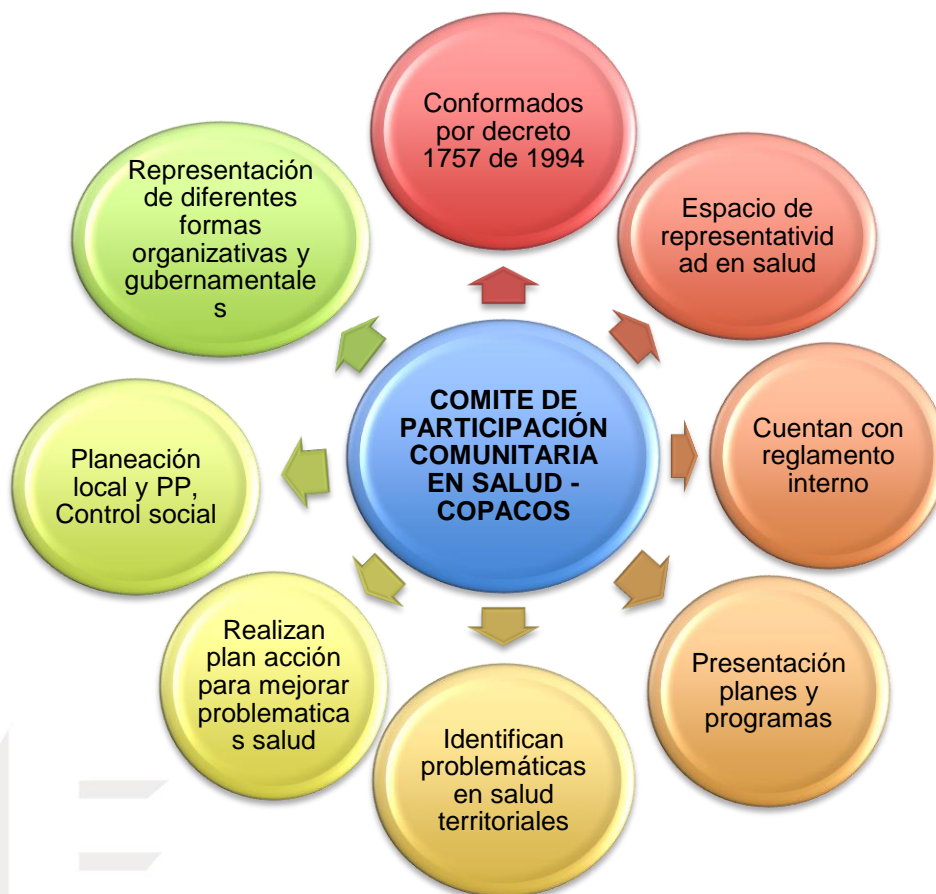 Conformados
por decreto
1757 de 1994
Espacio de
representativid
ad en salud
Cuentan con
reglamento
interno
Presentación
planes y
programas
Identifican
problemáticas
en salud
territoriales
Realizan
plan acción
para mejorar
problematica
s salud
Planeación
local y PP,
Control social
Representación
de diferentes
formas
organizativas y
gubernamentale
s
COMITE DE
PARTICIPACIÓN
COMUNITARIA
EN SALUD -
COPACOS